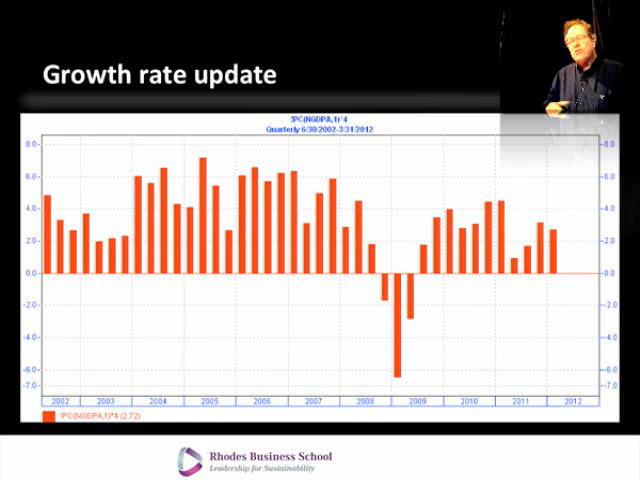 Growth rate update
!PC(NGDPA,1)*4
Quarterly 6/30/2002-3/31/2012
8.0 8.0
6.0 6.0
4.0 4.0
2.0 2.0
0.0 0.0
-2.0 -2.0
-4.0 -4.0
-6.0 -6.0
-7.0 -7.0
2002 2003 2004 2005 2006 2007 2008 2009 2010 2011 2012
!PC(NGDPA,1)*4 (2.72)
Rhodes Business School
Leadership for Sustainability